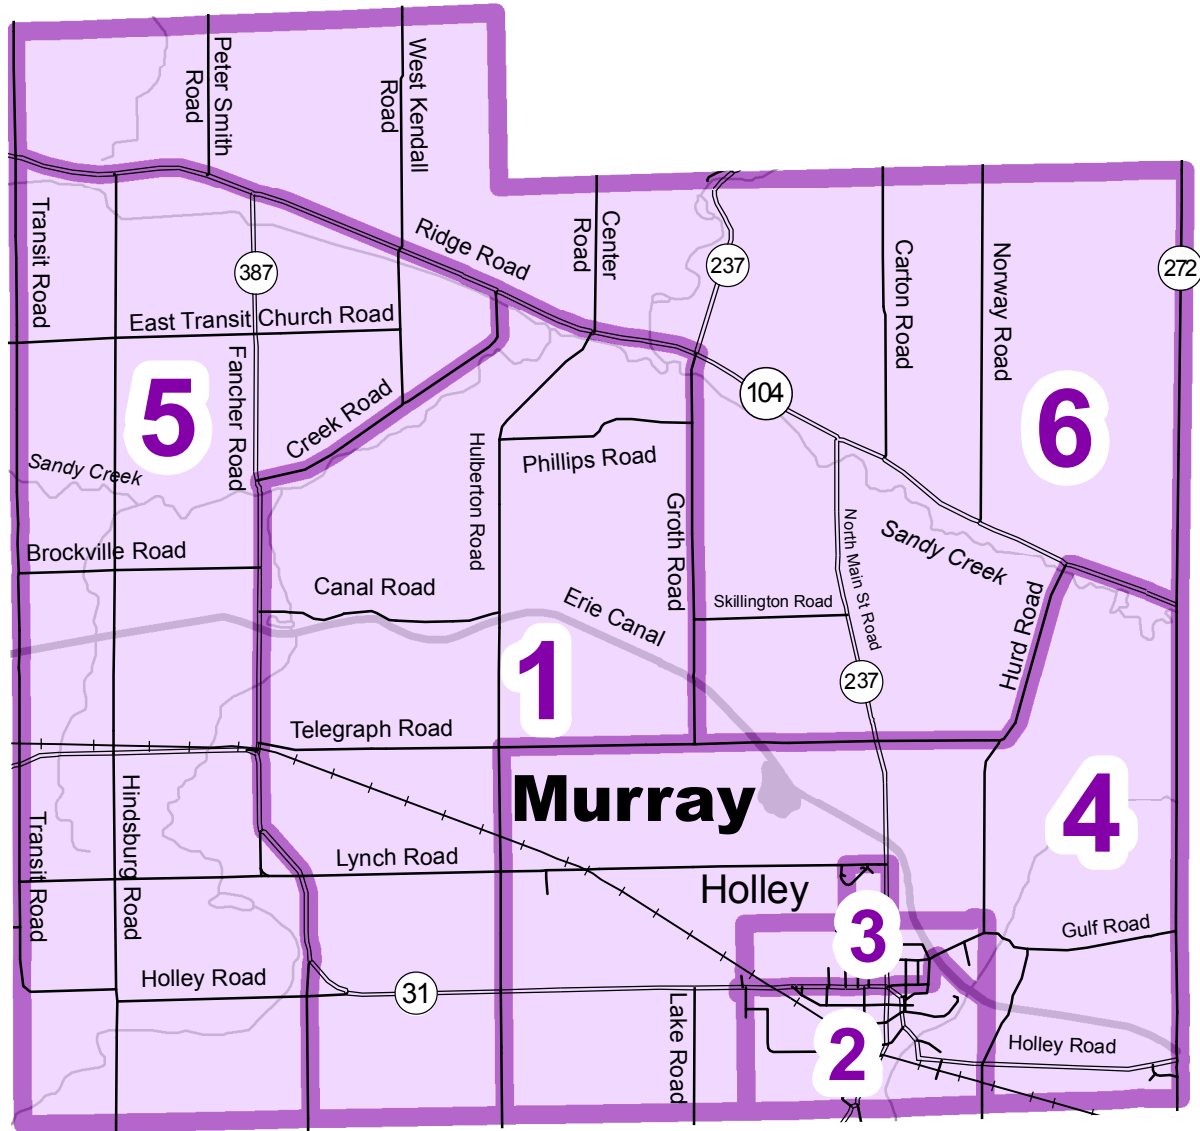 Peter Smith
Road
West Kendall
Road
Transit Road
387
Ridge Road
Center
Road
237
Carton Road
Norway Road
272
East Transit Church Road
Fancher Road
5
Creek Road
104
6
Sandy Creek
Hulberton Road
Phillips Road
Groth Road
North Main St Road
Sandy Creek
Brockville Road
Canal Road
Erie Canal
Skillington Road
Hurd Road
1
237
Telegraph Road
Murray
4
Transit Road
Hindsburg Road
Lynch Road
Holley
3
Gulf Road
Holley Road
31
Lake Road
2
Holley Road